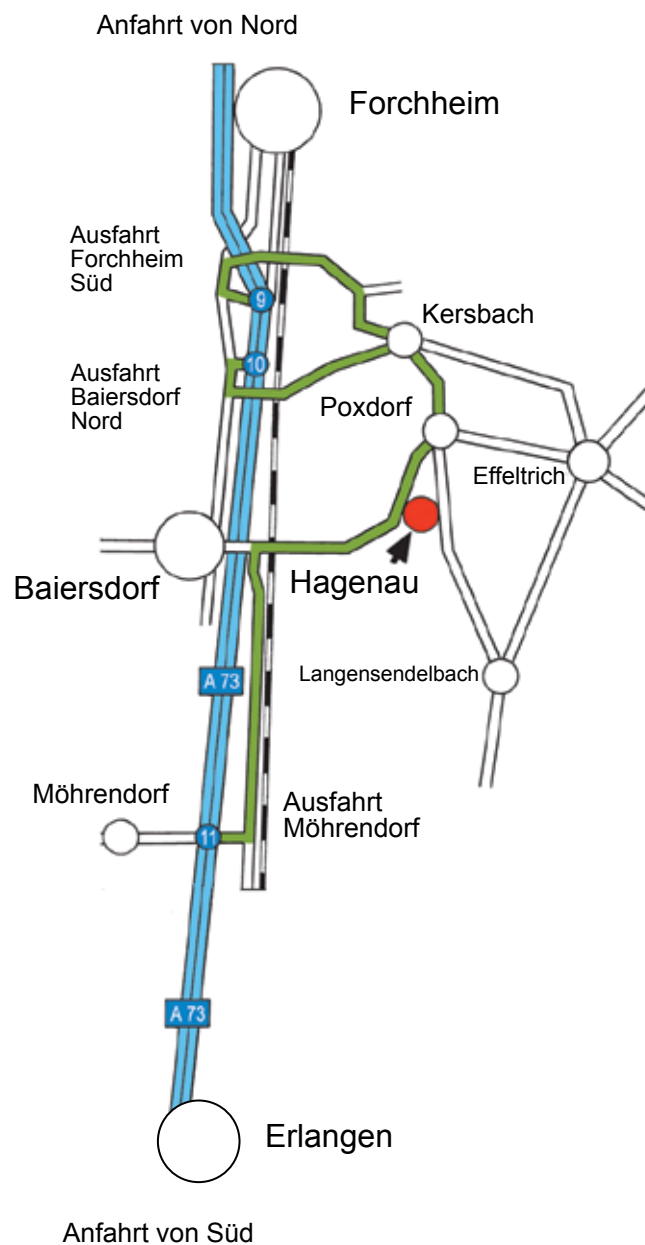 Anfahrt von Nord
Forchheim
Ausfahrt
Forchheim
Süd
9
Kersbach
10
Ausfahrt
Baiersdorf
Nord
Poxdorf
Effeltrich
Baiersdorf
Hagenau
Langensendelbach
A 73
Möhrendorf
Ausfahrt
Möhrendorf
11
A 73
Erlangen
Anfahrt von Süd